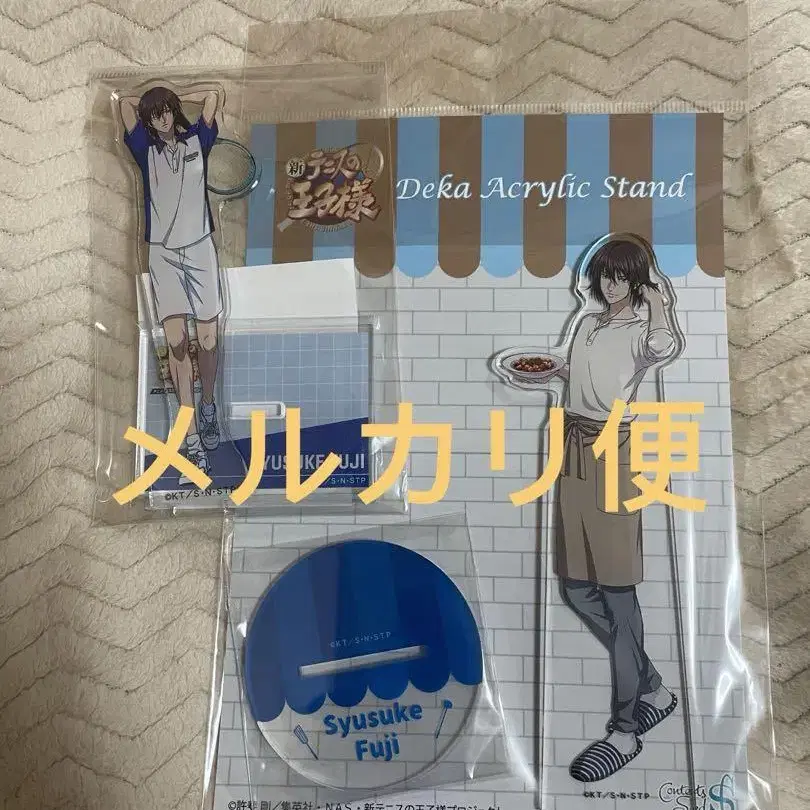 新テニスの王子様
Deka Acrylic Stand
YUSUKE FUJI
©KT/S·N·STP
メルカリ便
©KT/S·N·STP
Syusuke
Fuji
©KT/S·N·STP
©許斐 剛/集英社・NAS・新テニスの王子様プロジェクト
Contents